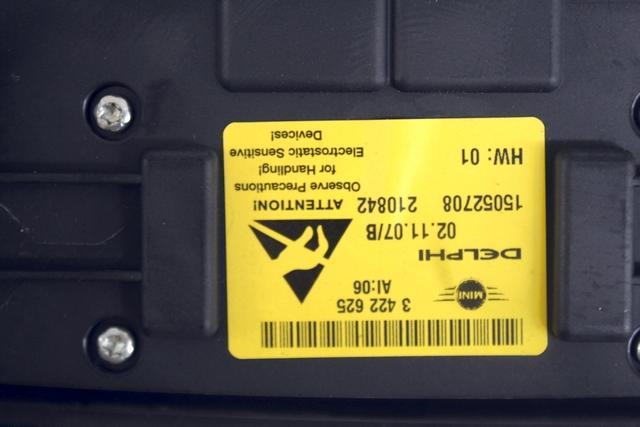 3 422 625
AI:06
MINI
DELPHI
02.11.07/B
15052708 210842
HW: 01
ATTENTION!
Observe Precautions
for Handling!
Electrostatic Sensitive
Devices!